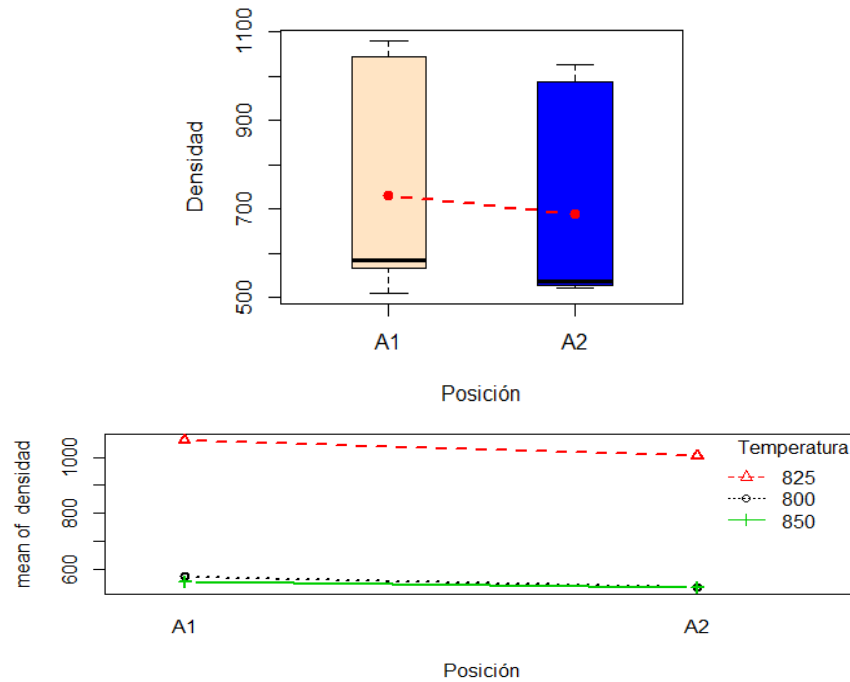 1100
900
700
500
Densidad
A1 A2
Posición
1000
800
600
mean of densidad
Temperatura
825
800
850
A1 A2
Posición